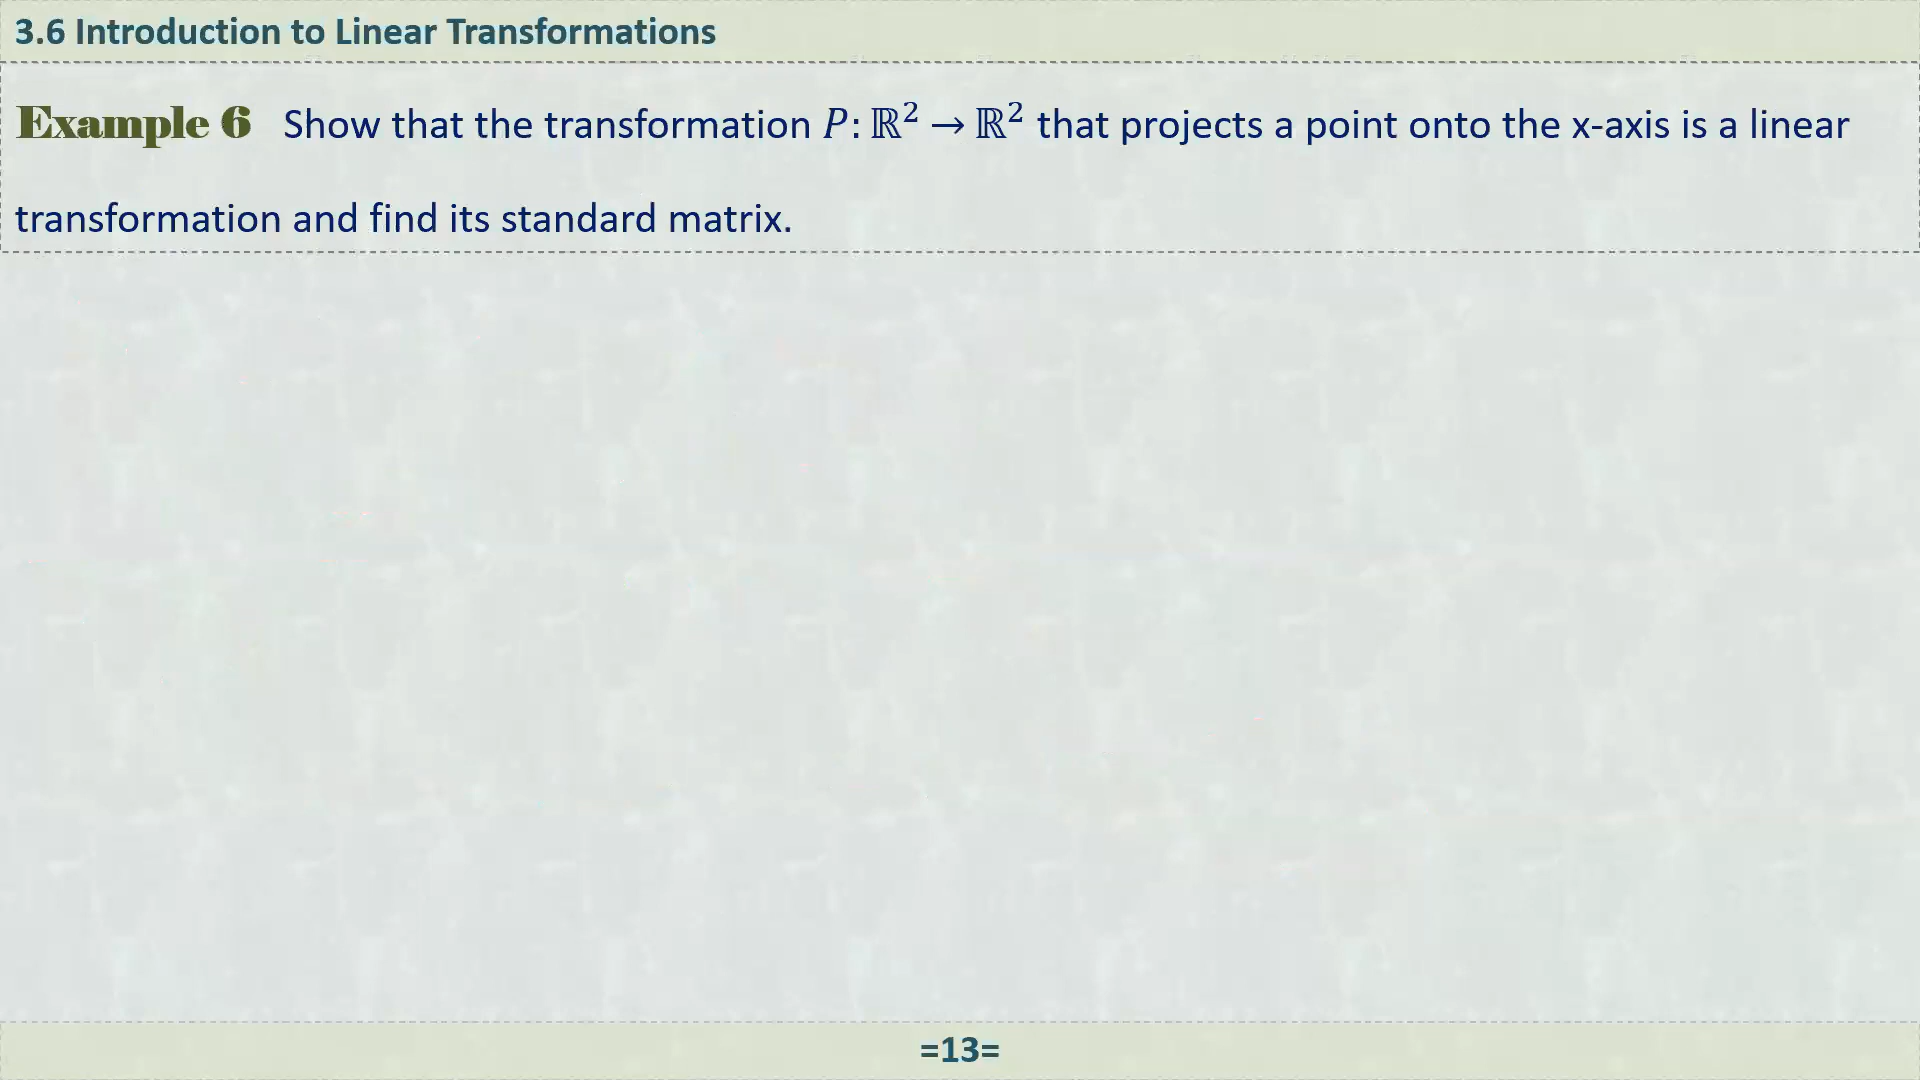 3.6 Introduction to Linear Transformations
Example 6 Show that the transformation P: ℝ² → ℝ² that projects a point onto the x-axis is a linear
transformation and find its standard matrix.
=13=